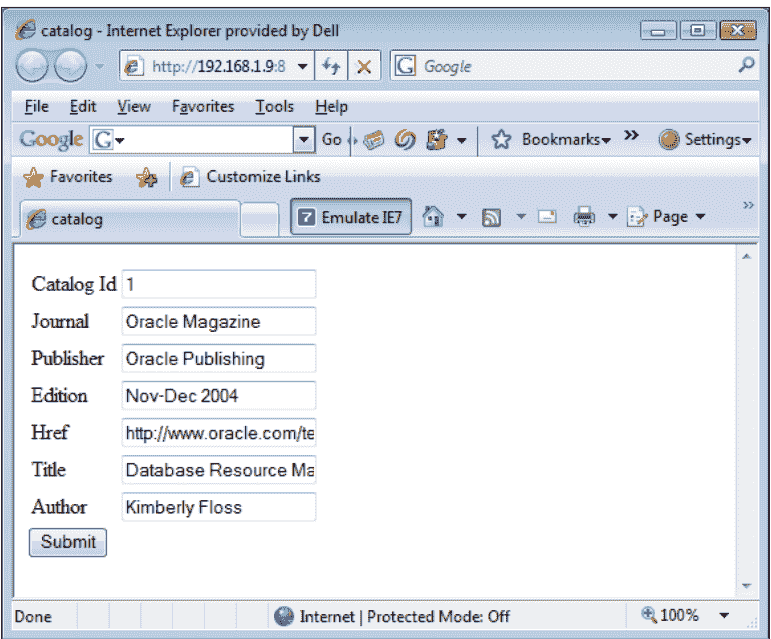 catalog - Internet Explorer provided by Dell
http://192.168.1.9:8 Google
File Edit View Favorites Tools Help
Google G Go Bookmarks Settings
Favorites Customize Links
catalog 7 Emulate IE7 Page
Catalog Id 1
Journal Oracle Magazine
Publisher Oracle Publishing
Edition Nov-Dec 2004
Href http://www.oracle.com/te
Title Database Resource Ma
Author Kimberly Floss
Submit
Done Internet | Protected Mode: Off 100%